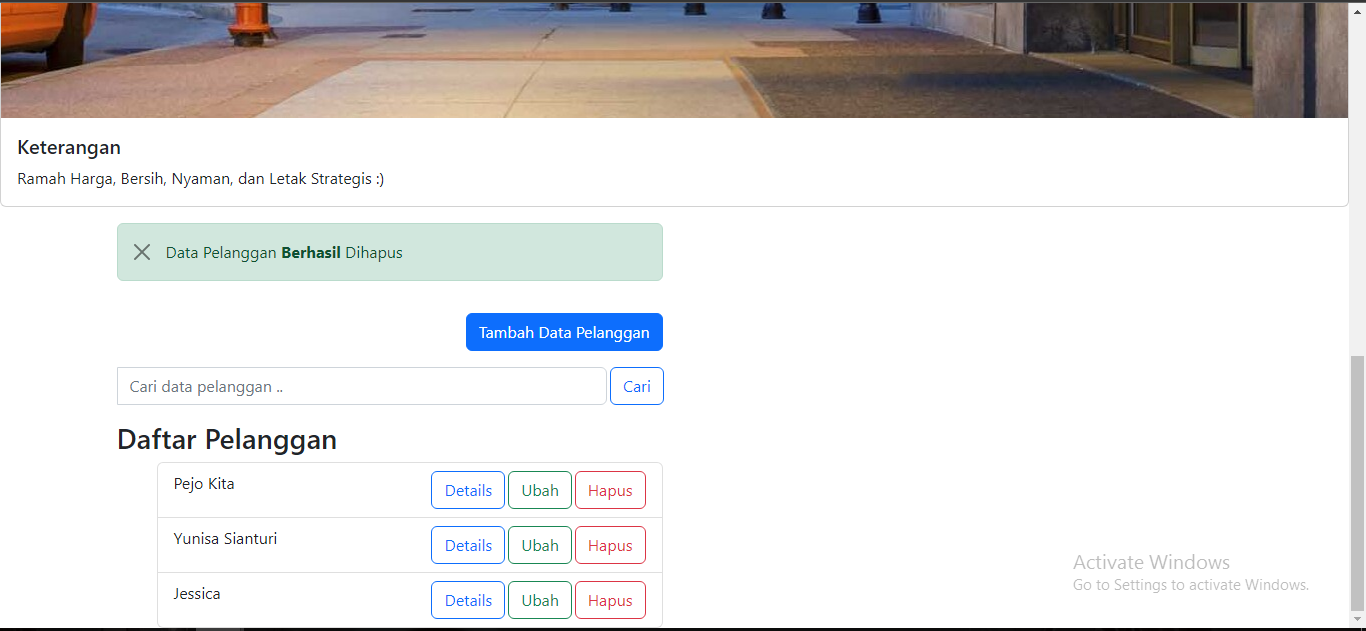 Keterangan
Ramah Harga, Bersih, Nyaman, dan Letak Strategis :)
Data Pelanggan Berhasil Dihapus
Tambah Data Pelanggan
Cari data pelanggan ..
Cari
Daftar Pelanggan
Pejo Kita Details Ubah Hapus
Yunisa Sianturi Details Ubah Hapus
Jessica Details Ubah Hapus
Activate Windows
Go to Settings to activate Windows.